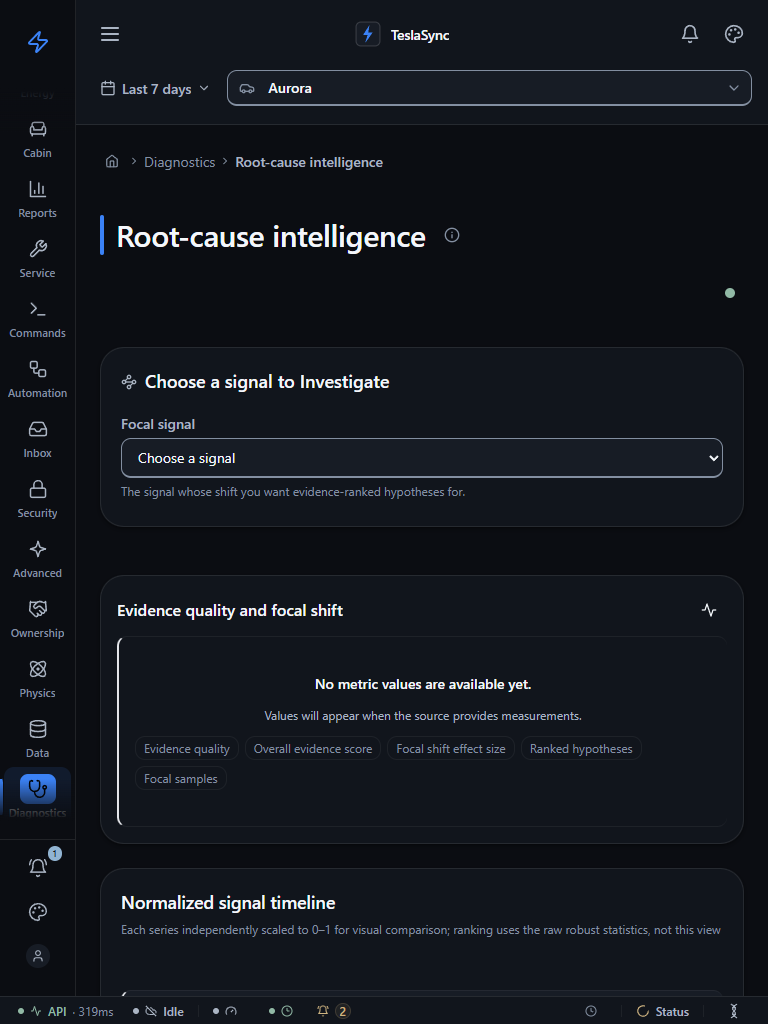 TeslaSync
Last 7 days
Aurora
Energy
Cabin
Reports
Service
Commands
Automation
Inbox
Security
Advanced
Ownership
Physics
Data
Diagnostics
1
Diagnostics
Root-cause intelligence
Root-cause intelligence
Choose a signal to Investigate
Focal signal
Choose a signal
The signal whose shift you want evidence-ranked hypotheses for.
Evidence quality and focal shift
No metric values are available yet.
Values will appear when the source provides measurements.
Evidence quality
Overall evidence score
Focal shift effect size
Ranked hypotheses
Focal samples
Normalized signal timeline
Each series independently scaled to 0–1 for visual comparison; ranking uses the raw robust statistics, not this view
API · 319ms
Idle
2
Status